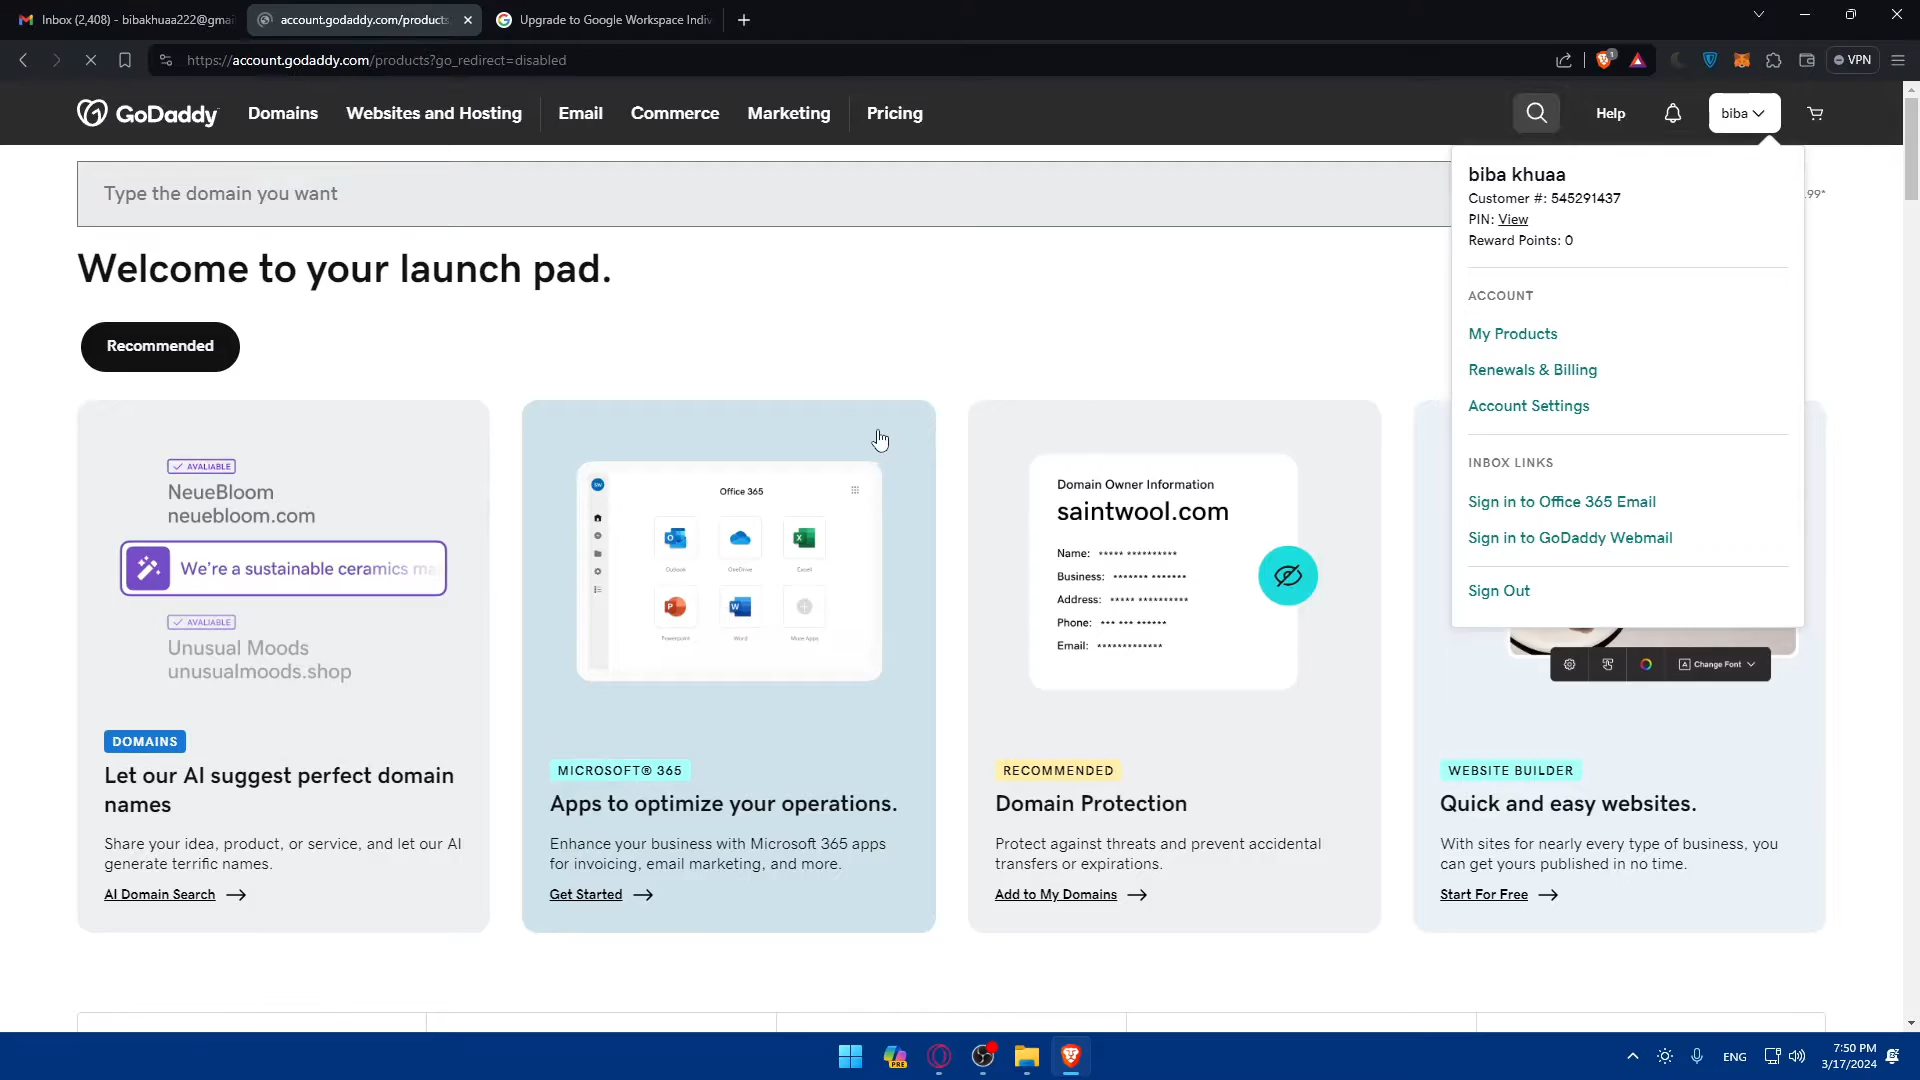 Inbox (2,408) - bibakhuaa222@gmai
account.godaddy.com/products
Upgrade to Google Workspace Indiv
https://account.godaddy.com/products?go_redirect=disabled
1
VPN
GoDaddy
Domains
Websites and Hosting
Email
Commerce
Marketing
Pricing
Help
biba
Type the domain you want
.99*
biba khuaa
Customer #: 545291437
PIN: View
Reward Points: 0
ACCOUNT
My Products
Renewals & Billing
Account Settings
INBOX LINKS
Sign in to Office 365 Email
Sign in to GoDaddy Webmail
Sign Out
Welcome to your launch pad.
Recommended
AVALIABLE
NeueBloom
neuebloom.com
We're a sustainable ceramics ma
AVALIABLE
Unusual Moods
unusualmoods.shop
DOMAINS
Let our AI suggest perfect domain
names
Share your idea, product, or service, and let our AI
generate terrific names.
AI Domain Search
Office 365
Outlook
OneDrive
Excell
Powerpoint
Word
More Apps
MICROSOFT® 365
Apps to optimize your operations.
Enhance your business with Microsoft 365 apps
for invoicing, email marketing, and more.
Get Started
Domain Owner Information
saintwool.com
Name: ***** **********
Business: ******* *******
Address: ***** **********
Phone: *** *** ******
Email: *************
RECOMMENDED
Domain Protection
Protect against threats and prevent accidental
transfers or expirations.
Add to My Domains
Change Font
WEBSITE BUILDER
Quick and easy websites.
With sites for nearly every type of business, you
can get yours published in no time.
Start For Free
PRE
ENG
7:50 PM
3/17/2024